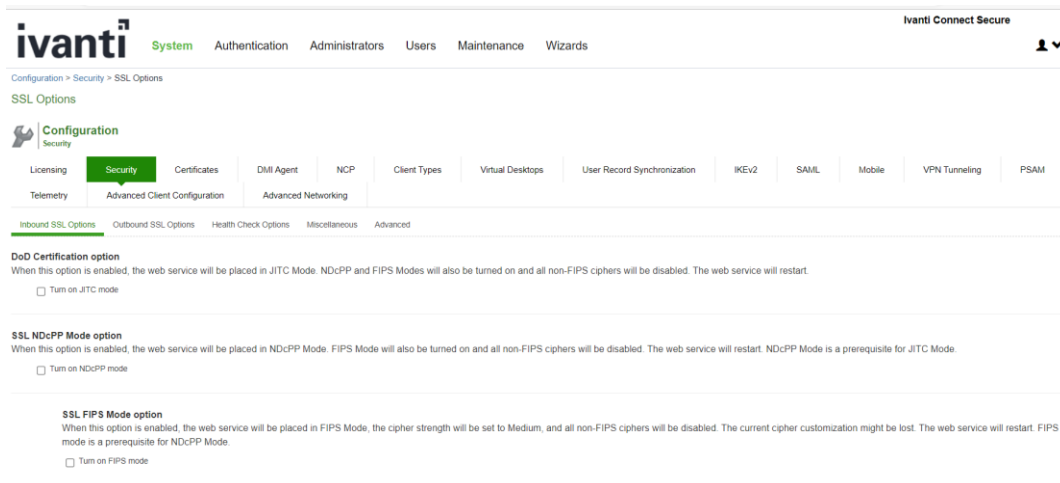 Ivanti Connect Secure
ivanti
System Authentication Administrators Users Maintenance Wizards
Configuration > Security > SSL Options
SSL Options
Configuration
Security
Licensing Security Certificates DMI Agent NCP Client Types Virtual Desktops User Record Synchronization IKEv2 SAML Mobile VPN Tunneling PSAM
Telemetry Advanced Client Configuration Advanced Networking
Inbound SSL Options Outbound SSL Options Health Check Options Miscellaneous Advanced
DoD Certification option
When this option is enabled, the web service will be placed in JITC Mode. NDcPP and FIPS Modes will also be turned on and all non-FIPS ciphers will be disabled. The web service will restart.
Turn on JITC mode
SSL NDcPP Mode option
When this option is enabled, the web service will be placed in NDcPP Mode. FIPS Mode will also be turned on and all non-FIPS ciphers will be disabled. The web service will restart. NDcPP Mode is a prerequisite for JITC Mode.
Turn on NDcPP mode
SSL FIPS Mode option
When this option is enabled, the web service will be placed in FIPS Mode, the cipher strength will be set to Medium, and all non-FIPS ciphers will be disabled. The current cipher customization might be lost. The web service will restart. FIPS
mode is a prerequisite for NDcPP Mode.
Turn on FIPS mode